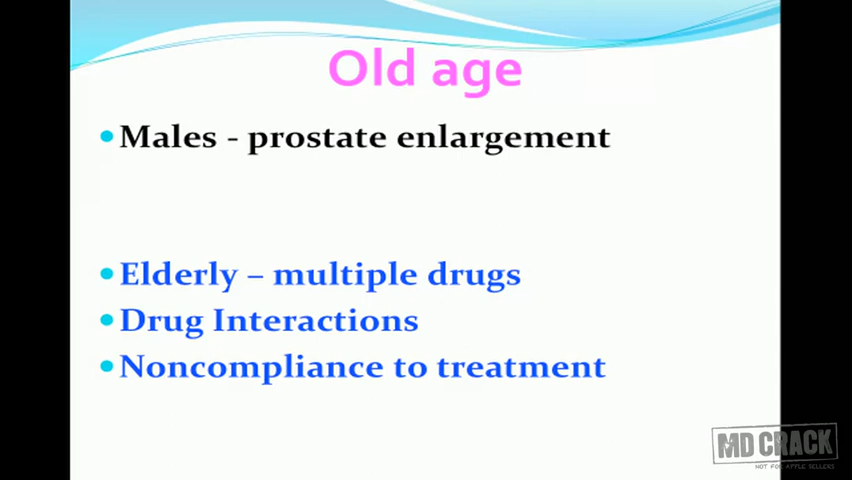 Old age
Males - prostate enlargement
Elderly – multiple drugs
Drug Interactions
Noncompliance to treatment
MD CRACK
NOT FOR APPLE SELLERS